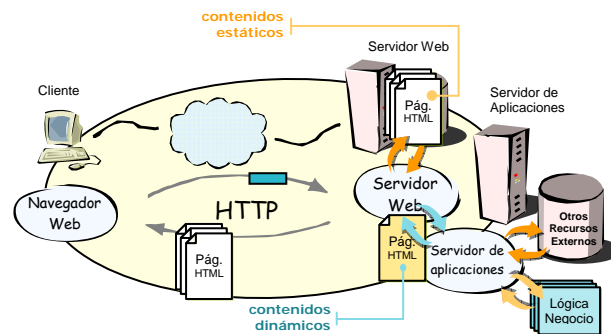 contenidos
estáticos
Servidor Web
Cliente
Servidor de
Aplicaciones
Pág.
HTML
Navegador
Web
HTTP
Servidor
Web
Pág.
HTML
Pág.
HTML
Servidor de
aplicaciones
Otros
Recursos
Externos
Lógica
Negocio
contenidos
dinámicos